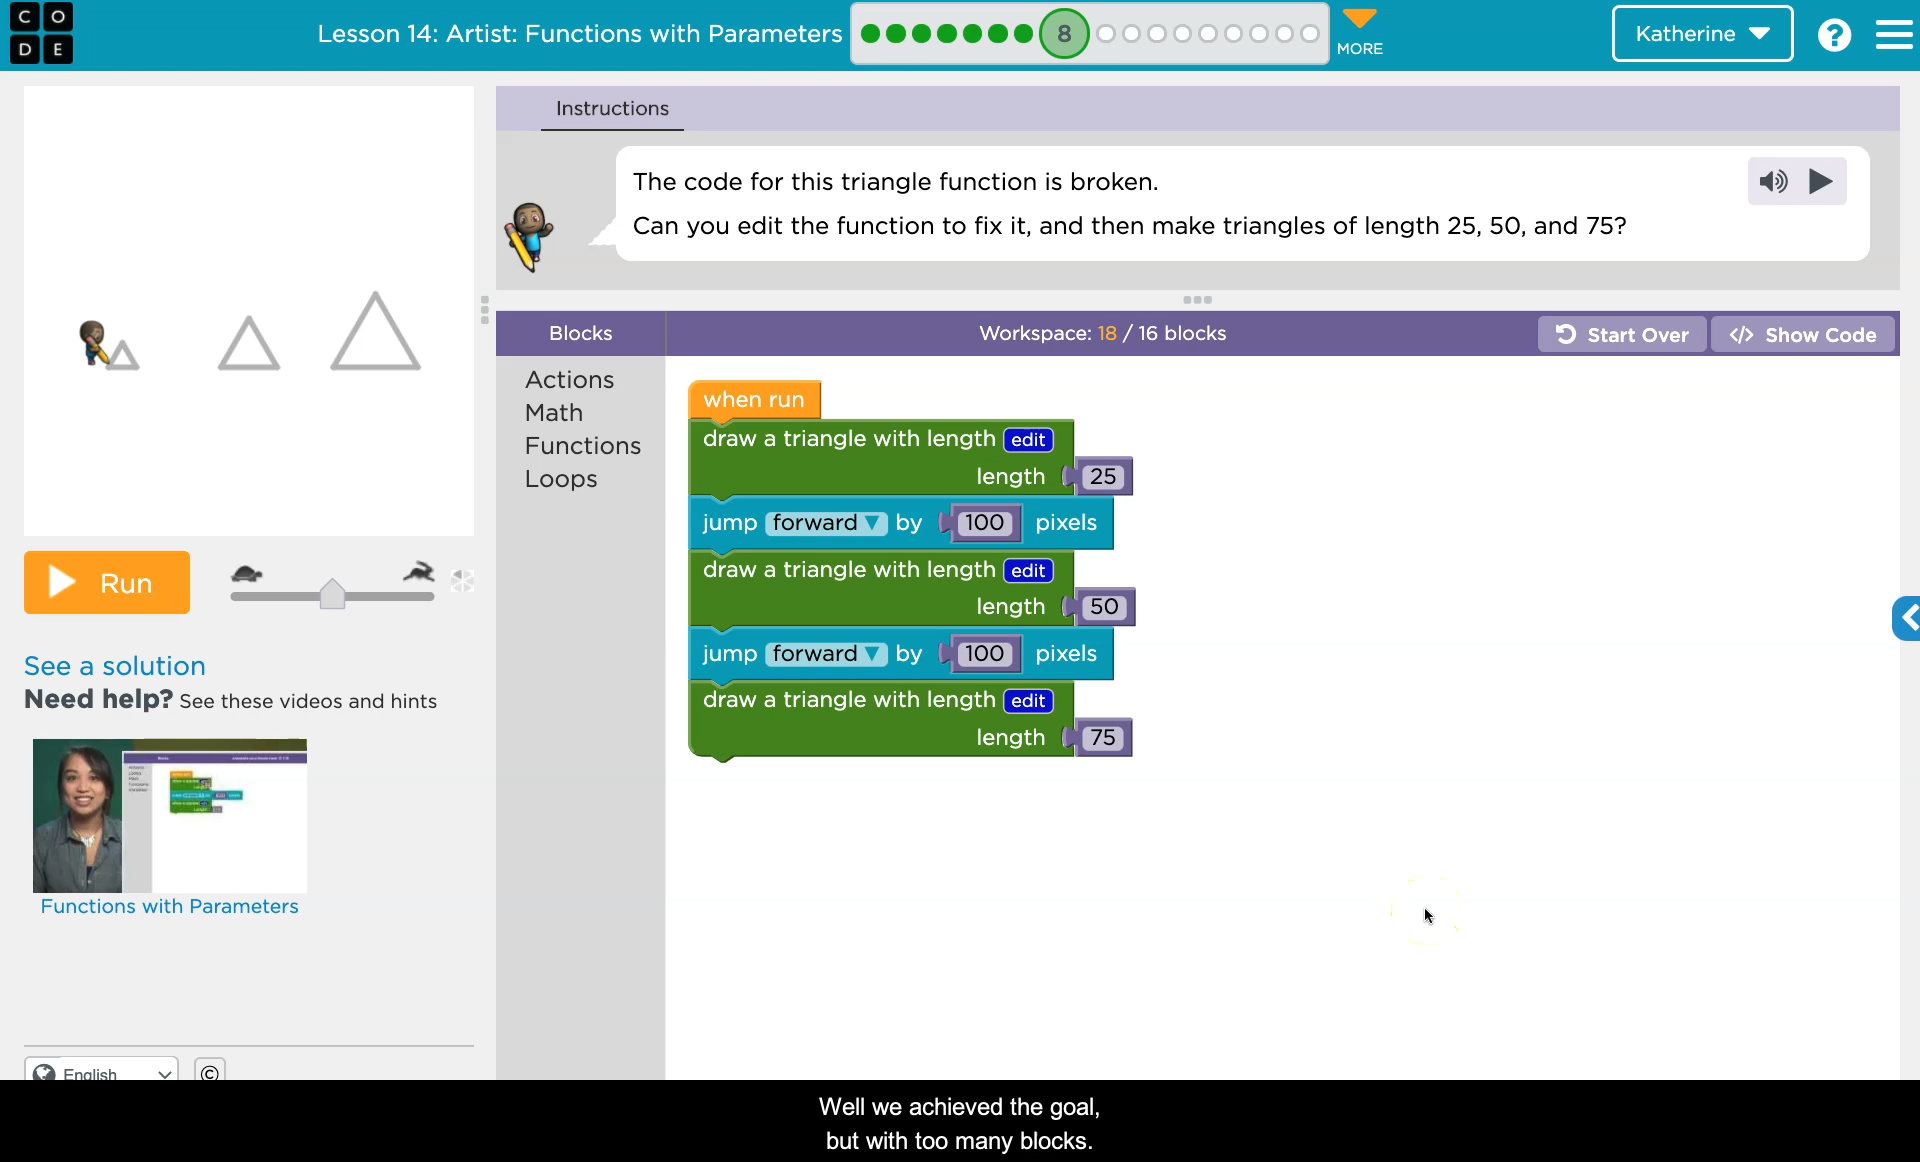 C O
D E
Lesson 14: Artist: Functions with Parameters
8
MORE
Katherine
?
Instructions
The code for this triangle function is broken.
Can you edit the function to fix it, and then make triangles of length 25, 50, and 75?
Blocks
Workspace: 18 / 16 blocks
Start Over
</> Show Code
Actions
Math
Functions
Loops
when run
draw a triangle with length edit
length 25
jump forward by 100 pixels
draw a triangle with length edit
length 50
jump forward by 100 pixels
draw a triangle with length edit
length 75
Run
See a solution
Need help? See these videos and hints
Functions with Parameters
English
©
Well we achieved the goal,
but with too many blocks.